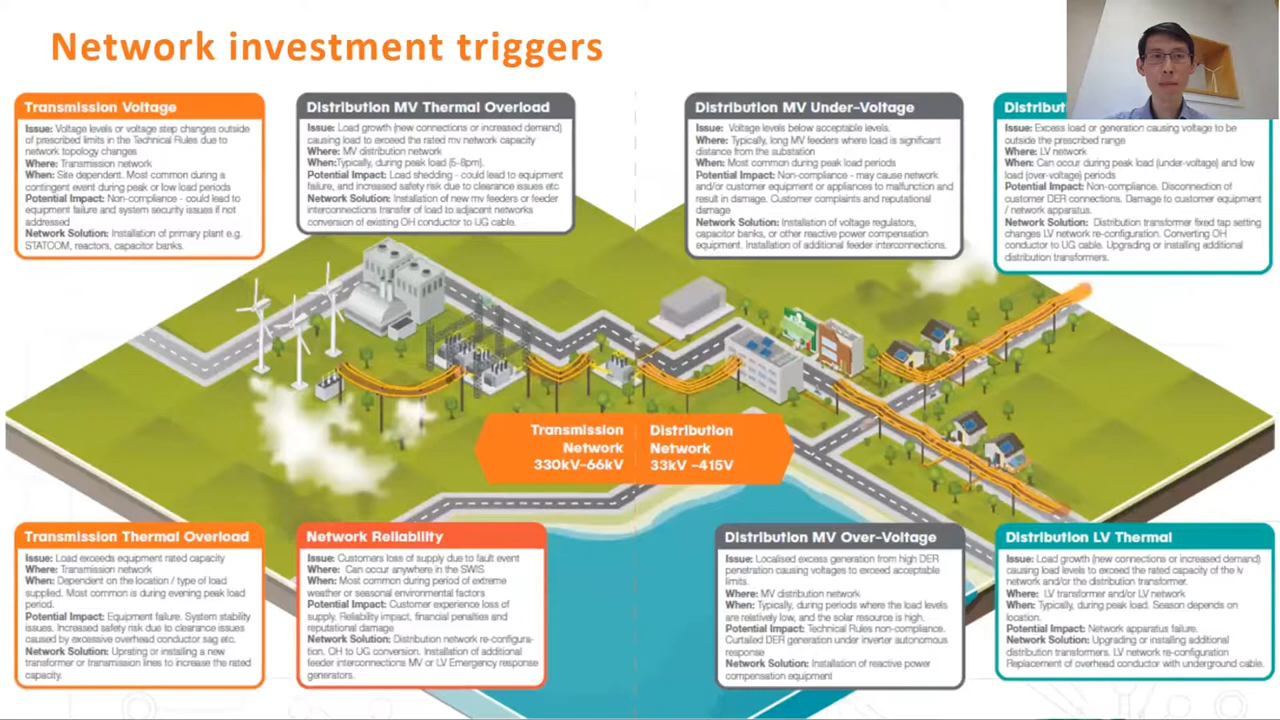 Network investment triggers
Transmission Voltage
Issue: Voltage levels or voltage step changes outside
of prescribed limits in the Technical Rules due to
network topology changes
Where: Transmission network
When: Site dependent. Most common during a
contingent event during peak or low load periods
Potential Impact: Non-compliance - could lead to
equipment failure and system security issues if not
addressed
Network Solution: Installation of primary plant e.g.
STATCOM, reactors, capacitor banks.
Distribution MV Thermal Overload
Issue: Load growth (new connections or increased demand)
causing load to exceed the rated mv network capacity
Where: MV distribution network
When:Typically, during peak load (5-8pm).
Potential Impact: Load shedding - could lead to equipment
failure, and increased safety risk due to clearance issues etc
Network Solution: Installation of new mv feeders or feeder
interconnections transfer of load to adjacent networks
conversion of existing OH conductor to UG cable.
Distribution MV Under-Voltage
Issue: Voltage levels below acceptable levels.
Where: Typically, long MV feeders where load is significant
distance from the substation
When: Most common during peak load periods
Potential Impact: Non-compliance - may cause network
and/or customer equipment or appliances to malfunction and
result in damage. Customer complaints and reputational
damage
Network Solution: Installation of voltage regulators,
capacitor banks, or other reactive power compensation
equipment. Installation of additional feeder interconnections.
Issue: Excess load or generation causing voltage to be
outside the prescribed range
Where: LV network
When: Can occur during peak load (under-voltage) and low
load (over-voltage) periods
Potential Impact: Non-compliance. Disconnection of
customer DER connections. Damage to customer equipment
/ network apparatus.
Network Solution: Distribution transformer fixed tap setting
changes LV network re-configuration. Converting OH
conductor to UG cable. Upgrading or installing additional
distribution transformers.
Transmission
Network
330kV-66kV
Distribution
Network
33kV -415V
Transmission Thermal Overload
Issue: Load exceeds equipment rated capacity
Where: Transmission network
When: Dependent on the location / type of load
supplied. Most common is during evening peak load
period.
Potential Impact: Equipment failure. System stability
issues. Increased safety risk due to clearance issues
caused by excessive overhead conductor sag etc.
Network Solution: Uprating or installing a new
transformer or transmission lines to increase the rated
capacity.
Network Reliability
Issue: Customers loss of supply due to fault event
Where: Can occur anywhere in the SWIS
When: Most common during period of extreme
weather or seasonal environmental factors
Potential Impact: Customer experience loss of
supply. Reliability impact, financial penalties and
reputational damage
Network Solution: Distribution network re-configura-
tion. OH to UG conversion. Installation of additional
feeder interconnections MV or LV Emergency response
generators.
Distribution MV Over-Voltage
Issue: Localised excess generation from high DER
penetration causing voltages to exceed acceptable
limits.
Where: MV distribution network
When: Typically, during periods where the load levels
are relatively low, and the solar resource is high.
Potential Impact: Technical Rules non-compliance.
Curtailed DER generation under inverter autonomous
response
Network Solution: Installation of reactive power
compensation equipment
Distribution LV Thermal
Issue: Load growth (new connections or increased demand)
causing load levels to exceed the rated capacity of the lv
network and/or the distribution transformer.
Where: LV transformer and/or LV network
When: Typically, during peak load. Season depends on
location.
Potential Impact: Network apparatus failure.
Network Solution: Upgrading or installing additional
distribution transformers. LV network re-configuration
Replacement of overhead conductor with underground cable.